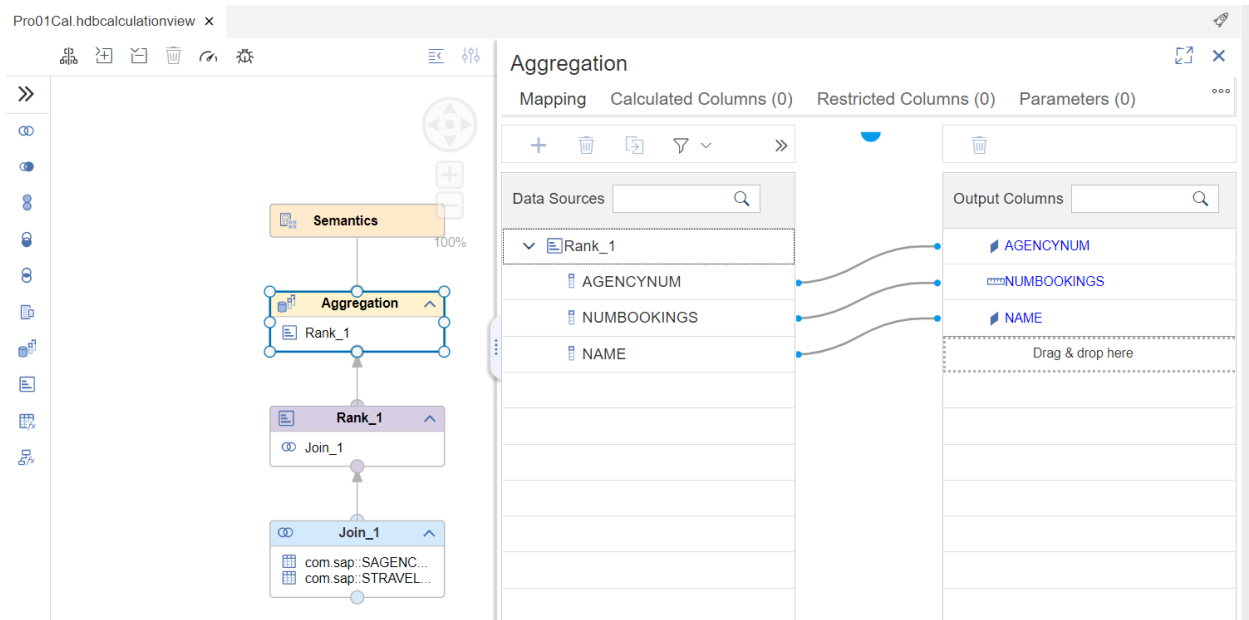 Pro01Cal.hdbcalculationview ×
Aggregation
Mapping Calculated Columns (0) Restricted Columns (0) Parameters (0)
Data Sources
Output Columns
Semantics
100%
Rank_1
AGENCYNUM
AGENCYNUM
NUMBOOKINGS
NUMBOOKINGS
NAME
NAME
Drag & drop here
Aggregation
Rank_1
Rank_1
Join_1
Join_1
com.sap::SAGENC...
com.sap::STRAVEL...